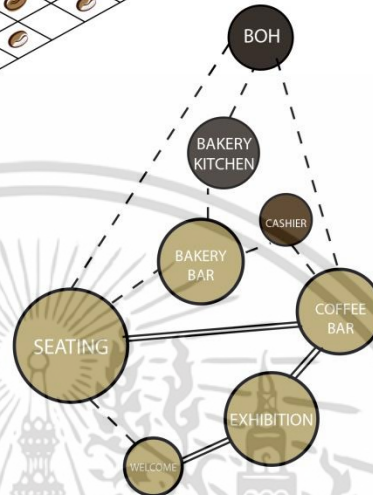 BOH
BAKERY
KITCHEN
CASHIER
BAKERY
BAR
COFFEE
BAR
SEATING
EXHIBITION
WELCOME